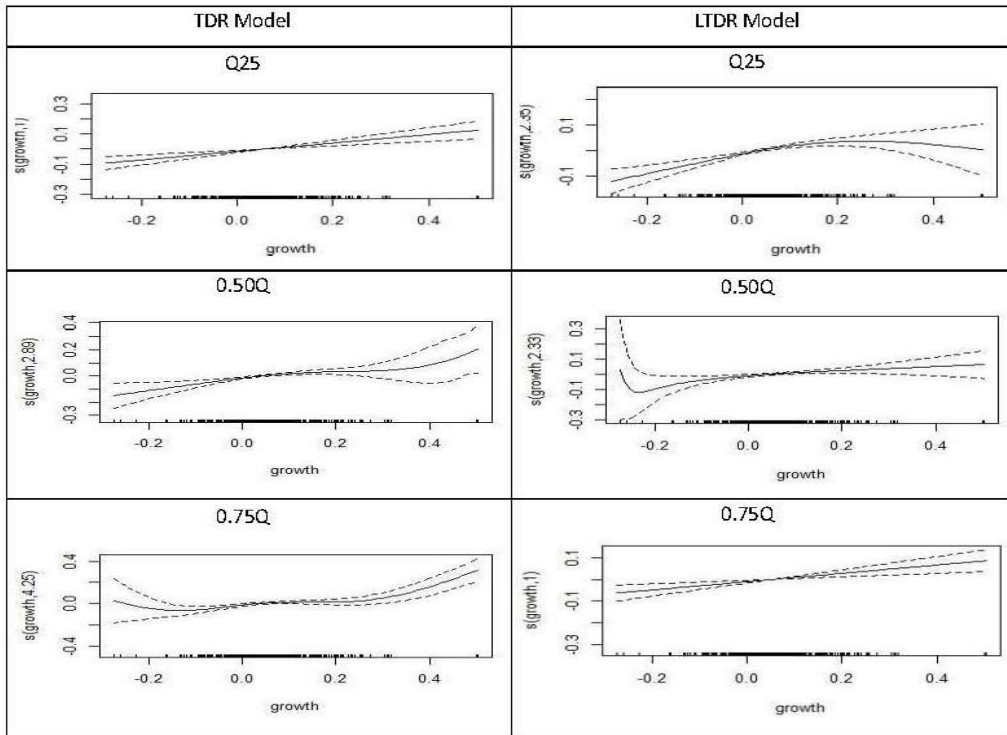 TDR Model
LTDR Model
Q25
Q25
s(growth,1)
0.3
0.1
-0.1
-0.3
-0.2
0.0
0.2
0.4
growth
s(growth,2.35)
0.1
-0.1
-0.2
0.0
0.2
0.4
growth
0.50Q
0.50Q
s(growth,2.89)
0.4
0.2
0.0
-0.3
-0.2
0.0
0.2
0.4
growth
s(growth,2.33)
0.3
0.1
-0.1
-0.3
-0.2
0.0
0.2
0.4
growth
0.75Q
0.75Q
s(growth,4.25)
0.4
0.0
-0.4
-0.2
0.0
0.2
0.4
growth
s(growth,1)
0.1
-0.1
-0.3
-0.2
0.0
0.2
0.4
growth